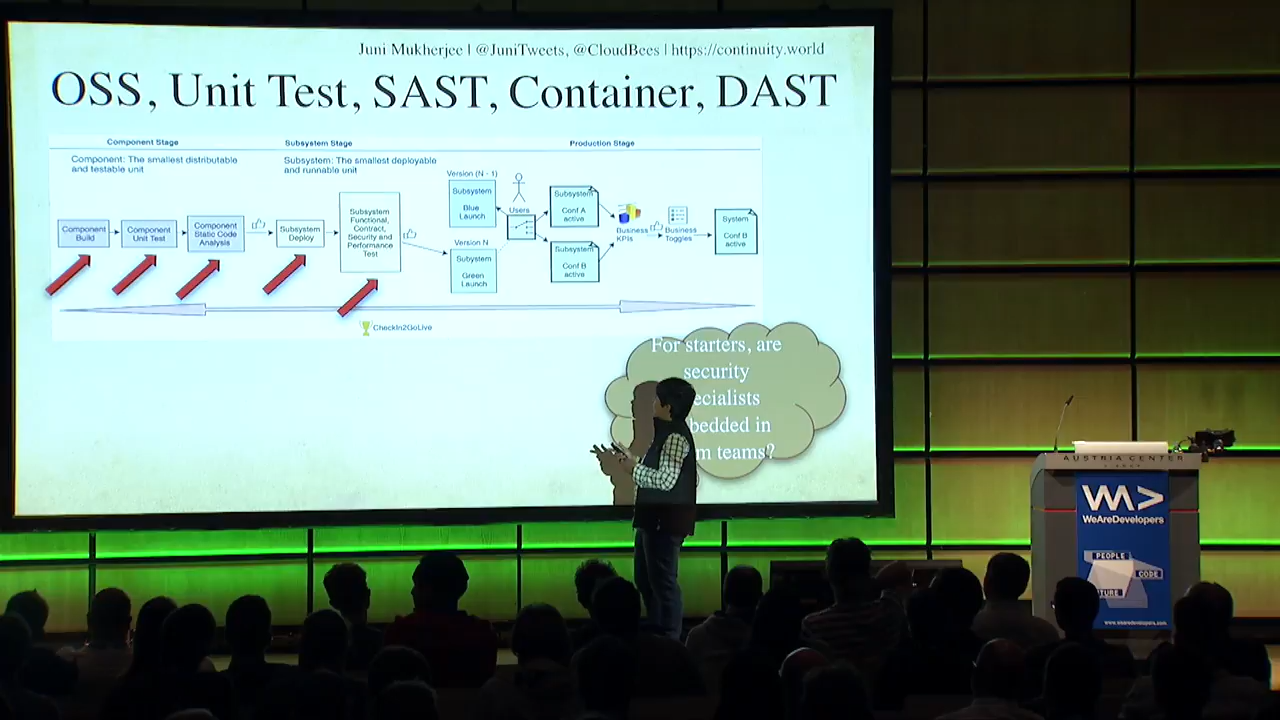 Juni Mukherjee | @JuniTweets, @CloudBees | https://continuity.world
OSS, Unit Test, SAST, Container, DAST
Component Stage
Subsystem Stage
Production Stage
Component: The smallest distributable
and testable unit
Subsystem: The smallest deployable
and runnable unit
Component
Build
Component
Unit Test
Component
Static Code
Analysis
Subsystem
Deploy
Subsystem
Functional,
Contract,
Security and
Performance
Test
Version (N - 1)
Subsystem
Blue
Launch
Users
Version N
Subystem
Green
Launch
Subsystem
Conf A
active
Subsystem
Conf B
active
Business
KPIs
Business
Toggles
System
Conf B
active
CheckIn2GoLive
For starters, are
security
in
teams?
AUSTRIA CENTER
WeAreDevelopers
PEOPLE
CODE
www.wearedevelopers.com